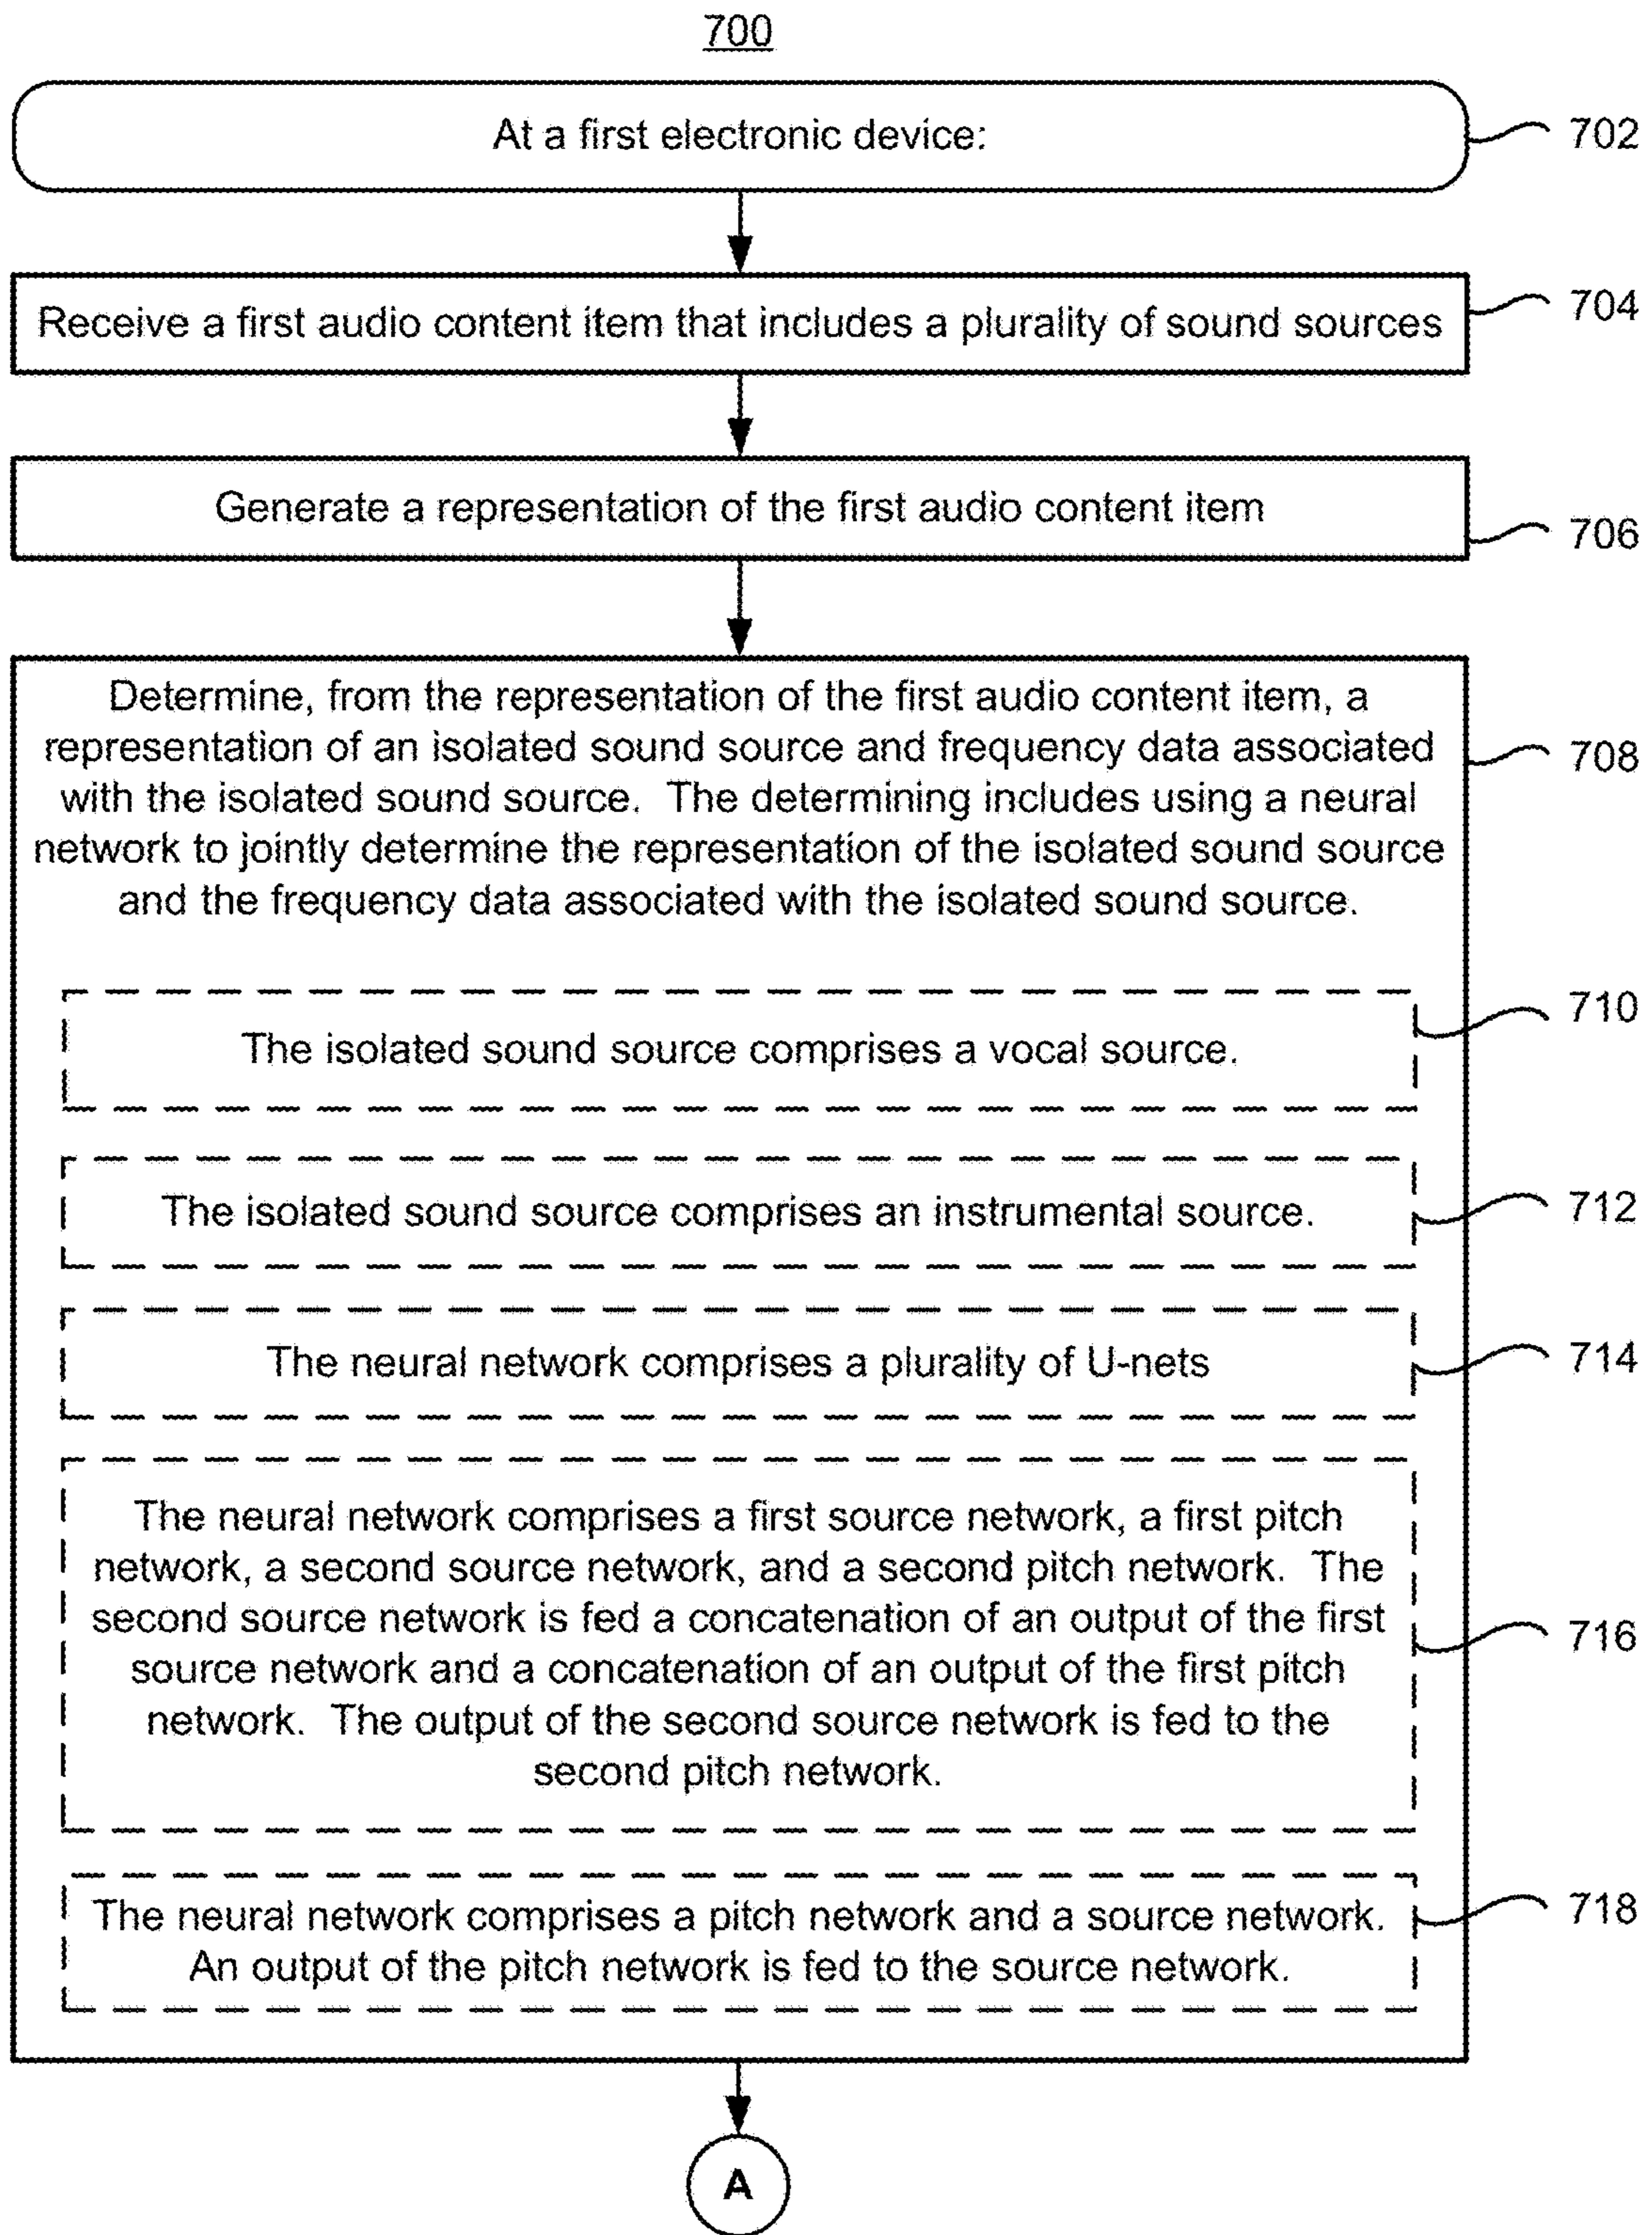 700
At a first electronic device:
702
Receive a first audio content item that includes a plurality of sound sources
704
Generate a representation of the first audio content item
706
Determine, from the representation of the first audio content item, a
representation of an isolated sound source and frequency data associated
with the isolated sound source. The determining includes using a neural
network to jointly determine the representation of the isolated sound source
and the frequency data associated with the isolated sound source.
708
The isolated sound source comprises a vocal source.
710
The isolated sound source comprises an instrumental source.
712
The neural network comprises a plurality of U-nets
714
The neural network comprises a first source network, a first pitch
network, a second source network, and a second pitch network. The
second source network is fed a concatenation of an output of the first
source network and a concatenation of an output of the first pitch
network. The output of the second source network is fed to the
second pitch network.
716
The neural network comprises a pitch network and a source network.
An output of the pitch network is fed to the source network.
718
A